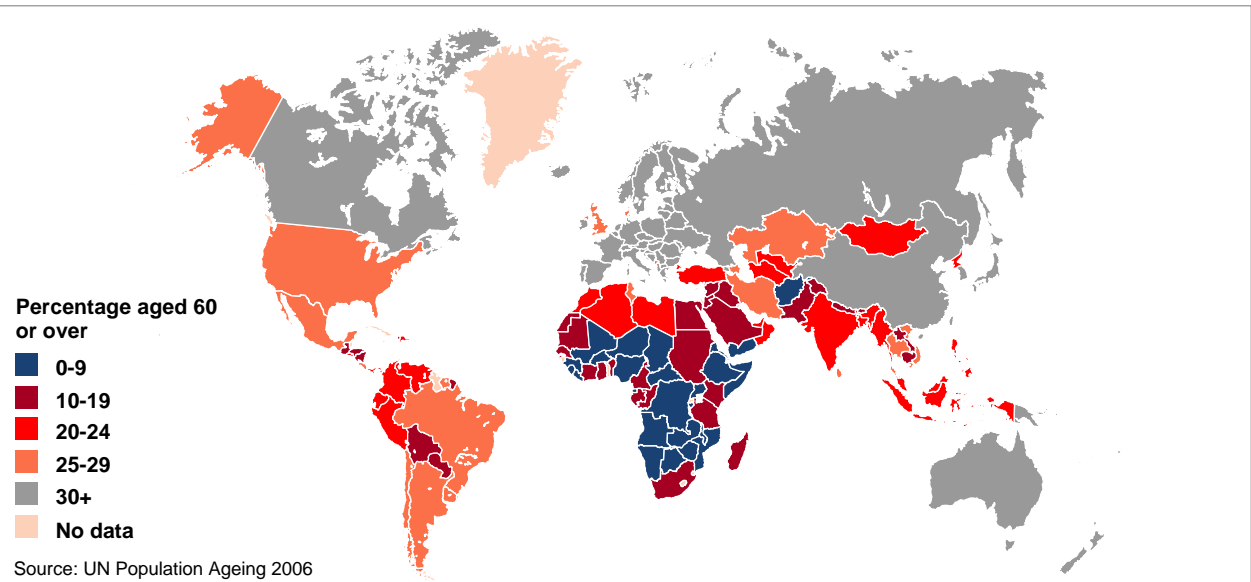 Percentage aged 60
or over
0-9
10-19
20-24
25-29
30+
No data
Source: UN Population Ageing 2006